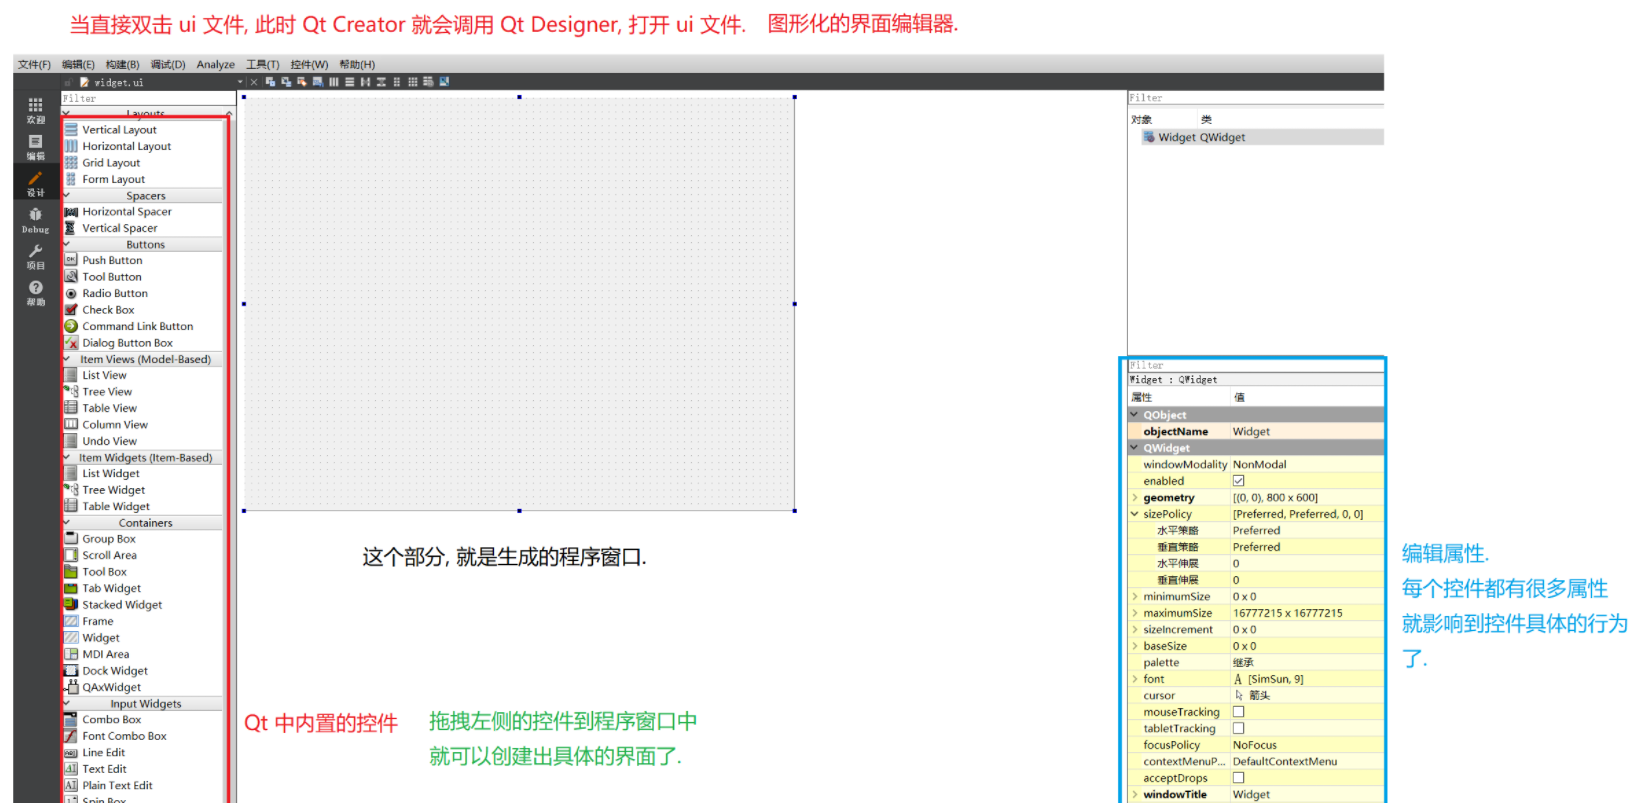 当直接双击 ui 文件, 此时 Qt Creator 就会调用 Qt Designer, 打开 ui 文件. 图形化的界面编辑器.
文件(F) 编辑(E) 构建(B) 调试(D) Analyze 工具(T) 控件(W) 帮助(H)
widget.ui
欢迎
编辑
设计
Debug
项目
帮助
Filter
Layouts
Vertical Layout
Horizontal Layout
Grid Layout
Form Layout
Spacers
Horizontal Spacer
Vertical Spacer
Buttons
Push Button
Tool Button
Radio Button
Check Box
Command Link Button
Dialog Button Box
Item Views (Model-Based)
List View
Tree View
Table View
Column View
Undo View
Item Widgets (Item-Based)
List Widget
Tree Widget
Table Widget
Containers
Group Box
Scroll Area
Tool Box
Tab Widget
Stacked Widget
Frame
Widget
MDI Area
Dock Widget
QAxWidget
Input Widgets
Combo Box
Font Combo Box
Line Edit
Text Edit
Plain Text Edit
Spin Box
这个部分, 就是生成的程序窗口.
Qt 中内置的控件
拖拽左侧的控件到程序窗口中
就可以创建出具体的界面了.
Filter
对象 类
Widget QWidget
Filter
Widget : QWidget
属性 值
QObject
objectName Widget
QWidget
windowModality NonModal
enabled
geometry [(0, 0), 800 x 600]
sizePolicy [Preferred, Preferred, 0, 0]
水平策略 Preferred
垂直策略 Preferred
水平伸展 0
垂直伸展 0
minimumSize 0 x 0
maximumSize 16777215 x 16777215
sizeIncrement 0 x 0
baseSize 0 x 0
palette 继承
font A [SimSun, 9]
cursor 箭头
mouseTracking
tabletTracking
focusPolicy NoFocus
contextMenuP... DefaultContextMenu
acceptDrops
windowTitle Widget
编辑属性.
每个控件都有很多属性
就影响到控件具体的行为
了.